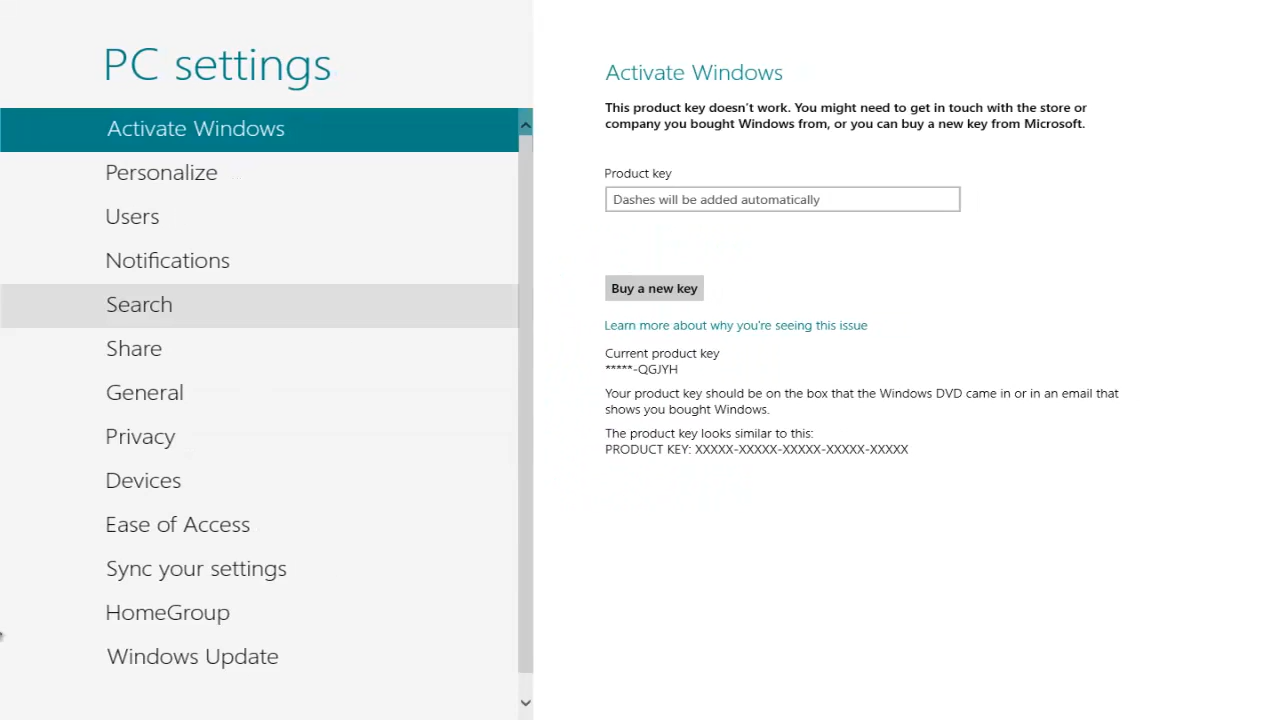 PC settings
Activate Windows
Personalize
Users
Notifications
Search
Share
General
Privacy
Devices
Ease of Access
Sync your settings
HomeGroup
Windows Update
Activate Windows
This product key doesn't work. You might need to get in touch with the store or
company you bought Windows from, or you can buy a new key from Microsoft.
Product key
Dashes will be added automatically
Buy a new key
Learn more about why you're seeing this issue
Current product key
*****-QGJYH
Your product key should be on the box that the Windows DVD came in or in an email that
shows you bought Windows.
The product key looks similar to this:
PRODUCT KEY: XXXXX-XXXXX-XXXXX-XXXXX-XXXXX